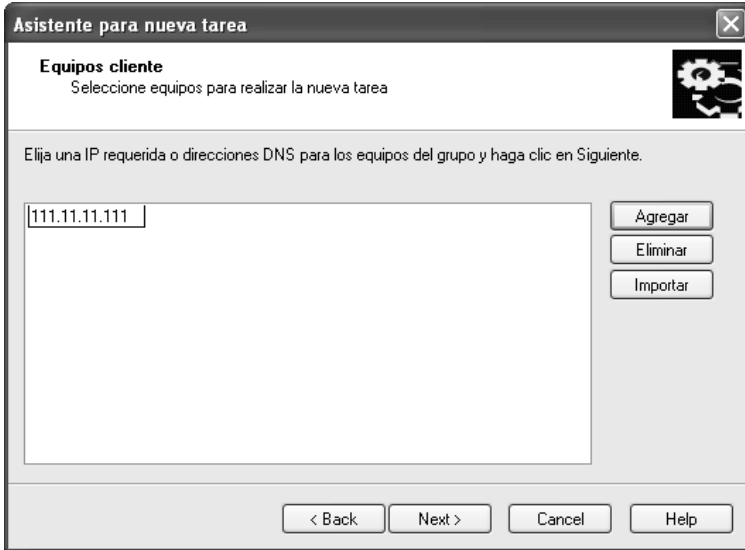 Asistente para nueva tarea
Equipos cliente
Seleccione equipos para realizar la nueva tarea
Elija una IP requerida o direcciones DNS para los equipos del grupo y haga clic en Siguiente.
111.11.11.111
Agregar
Eliminar
Importar
< Back Next > Cancel Help